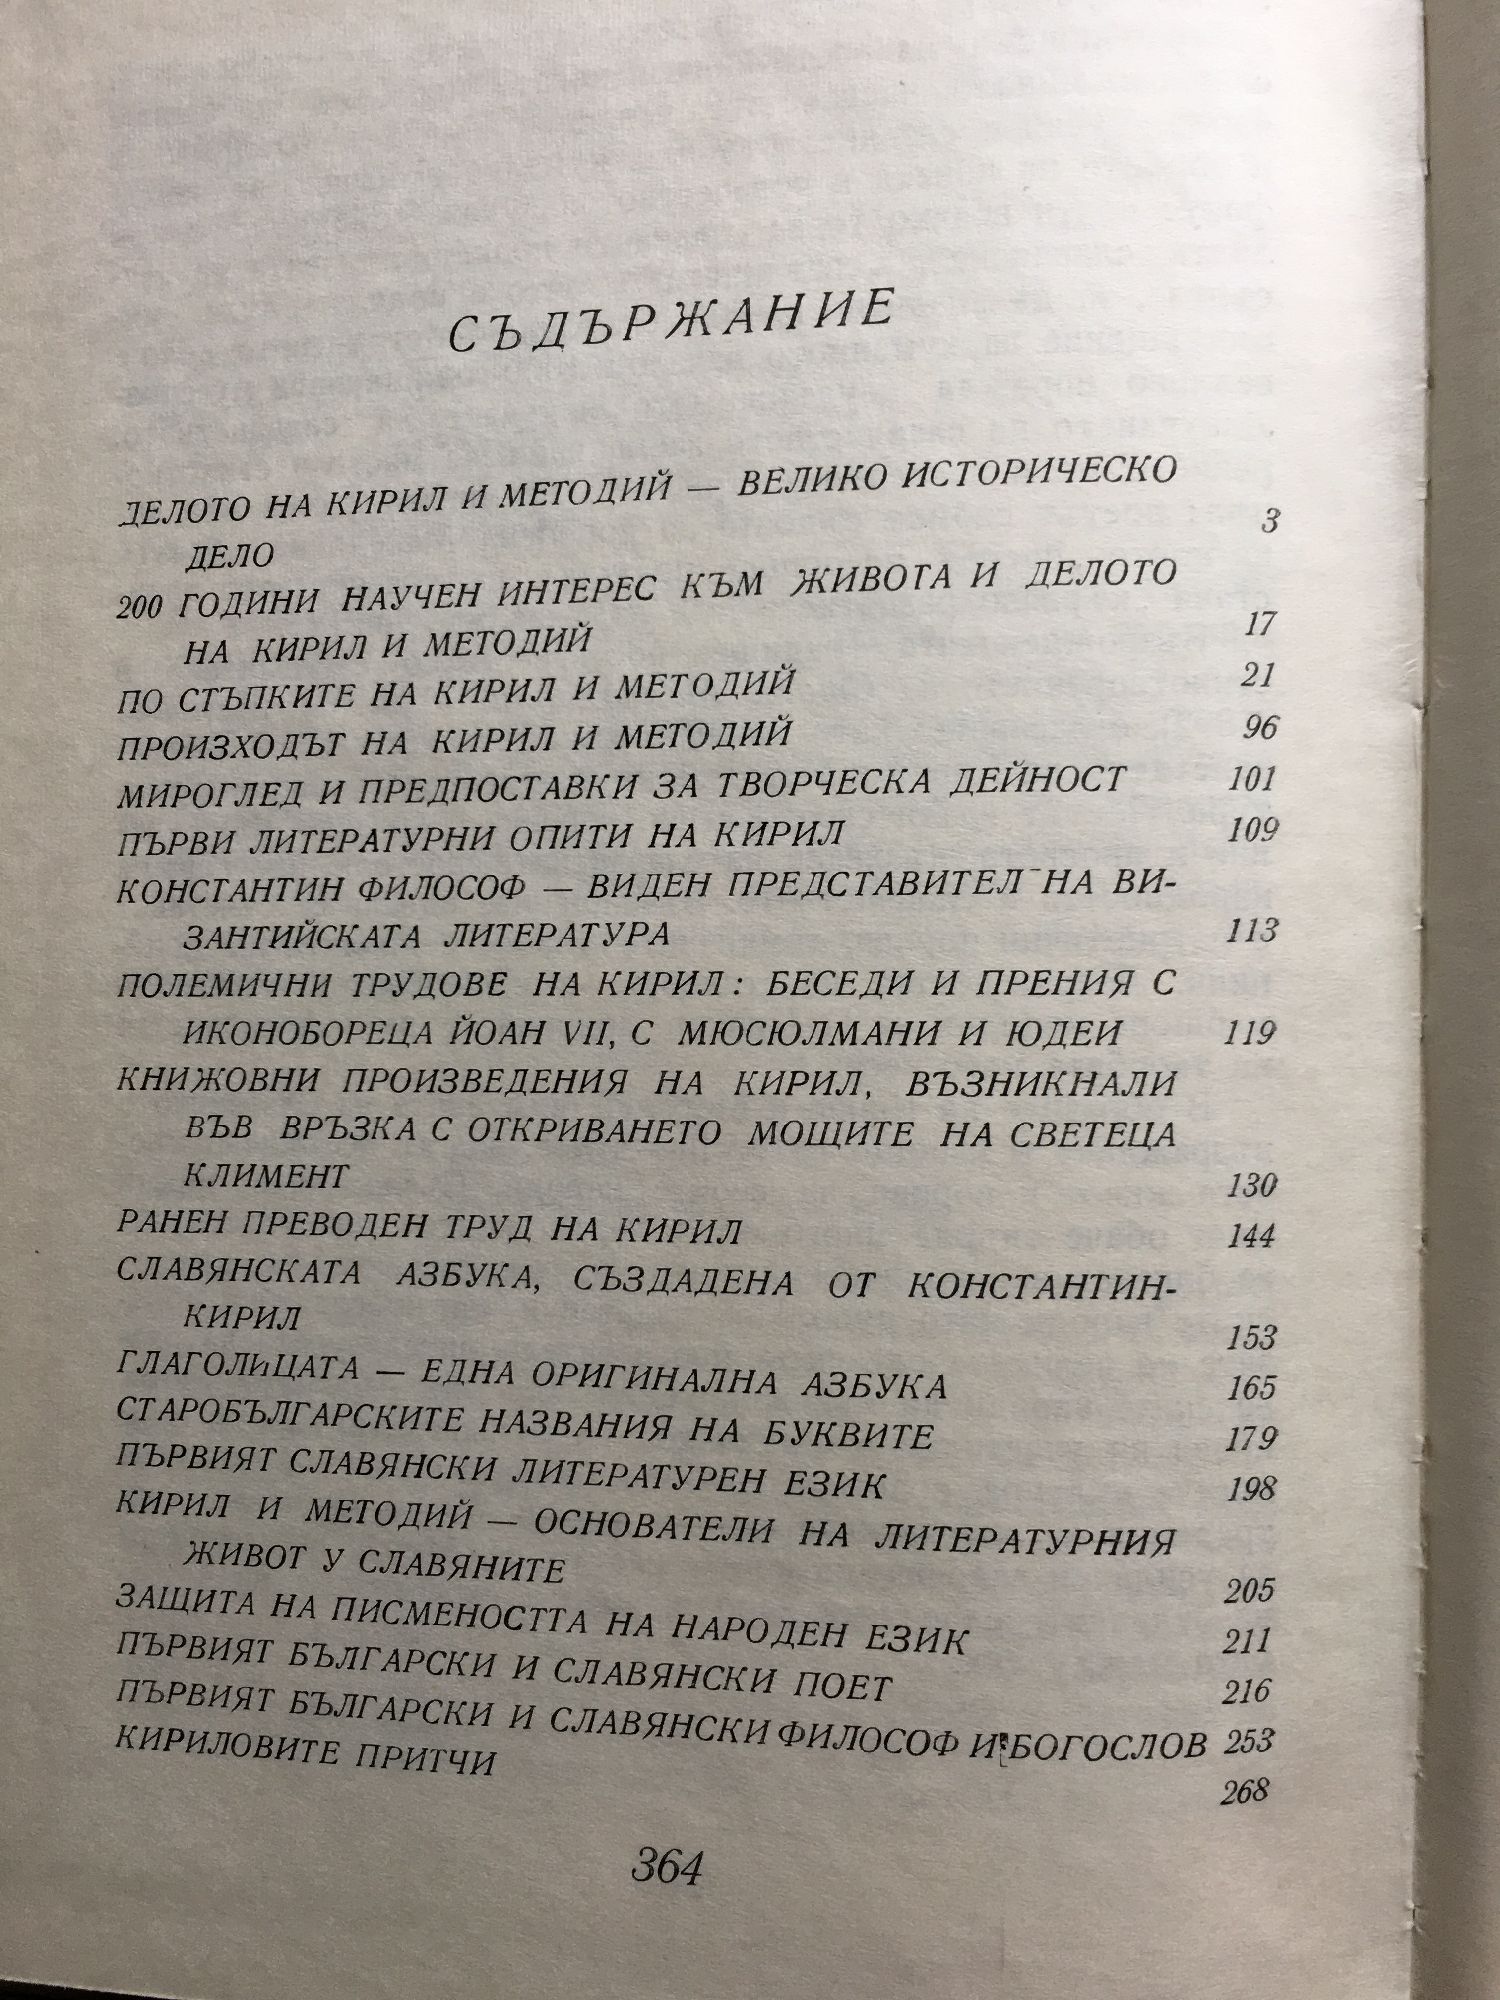 СЪДЪРЖАНИЕ
ДЕЛОТО НА КИРИЛ И МЕТОДИЙ — ВЕЛИКО ИСТОРИЧЕСКО
ДЕЛО 3
200 ГОДИНИ НАУЧЕН ИНТЕРЕС КЪМ ЖИВОТА И ДЕЛОТО
НА КИРИЛ И МЕТОДИЙ 17
ПО СТЪПКИТЕ НА КИРИЛ И МЕТОДИЙ 21
ПРОИЗХОДЪТ НА КИРИЛ И МЕТОДИЙ 96
МИРОГЛЕД И ПРЕДПОСТАВКИ ЗА ТВОРЧЕСКА ДЕЙНОСТ 101
ПЪРВИ ЛИТЕРАТУРНИ ОПИТИ НА КИРИЛ 109
КОНСТАНТИН ФИЛОСОФ — ВИДЕН ПРЕДСТАВИТЕЛ НА ВИ-
ЗАНТИЙСКАТА ЛИТЕРАТУРА 113
ПОЛЕМИЧНИ ТРУДОВЕ НА КИРИЛ: БЕСЕДИ И ПРЕНИЯ С
ИКОНОБОРЕЦА ЙОАН VII, С МЮСЮЛМАНИ И ЮДЕИ 119
КНИЖОВНИ ПРОИЗВЕДЕНИЯ НА КИРИЛ, ВЪЗНИКНАЛИ
ВЪВ ВРЪЗКА С ОТКРИВАНЕТО МОЩИТЕ НА СВЕТЕЦА
КЛИМЕНТ 130
РАНЕН ПРЕВОДЕН ТРУД НА КИРИЛ 144
СЛАВЯНСКАТА АЗБУКА, СЪЗДАДЕНА ОТ КОНСТАНТИН-
КИРИЛ 153
ГЛАГОЛИЦАТА — ЕДНА ОРИГИНАЛНА АЗБУКА 165
СТАРОБЪЛГАРСКИТЕ НАЗВАНИЯ НА БУКВИТЕ 179
ПЪРВИЯТ СЛАВЯНСКИ ЛИТЕРАТУРЕН ЕЗИК 198
КИРИЛ И МЕТОДИЙ — ОСНОВАТЕЛИ НА ЛИТЕРАТУРНИЯ
ЖИВОТ У СЛАВЯНИТЕ 205
ЗАЩИТА НА ПИСМЕНОСТТА НА НАРОДЕН ЕЗИК 211
ПЪРВИЯТ БЪЛГАРСКИ И СЛАВЯНСКИ ПОЕТ 216
ПЪРВИЯТ БЪЛГАРСКИ И СЛАВЯНСКИ ФИЛОСОФ И БОГОСЛОВ 253
КИРИЛОВИТЕ ПРИТЧИ 268
364